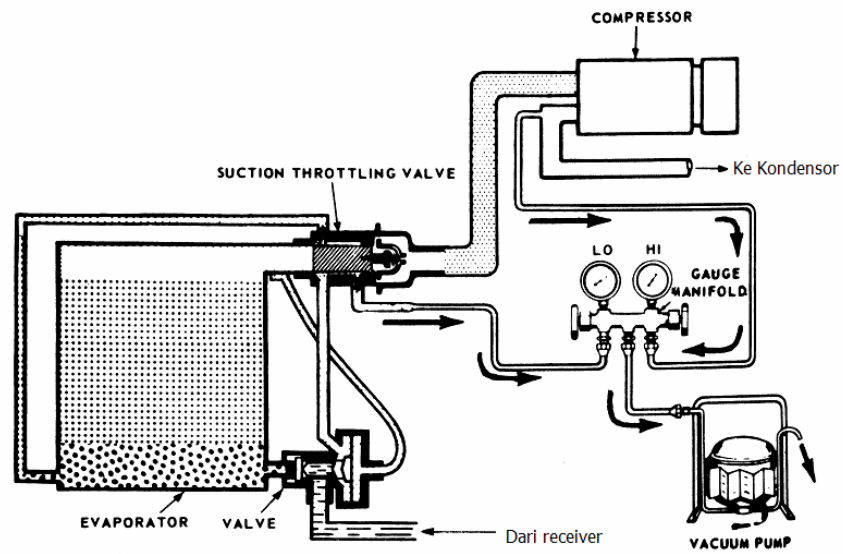 COMPRESSOR
Ke Kondensor
SUCTION THROTTLING VALVE
LO
HI
GAUGE
MANIFOLD
EVAPORATOR
VALVE
Dari receiver
VACUUM PUMP